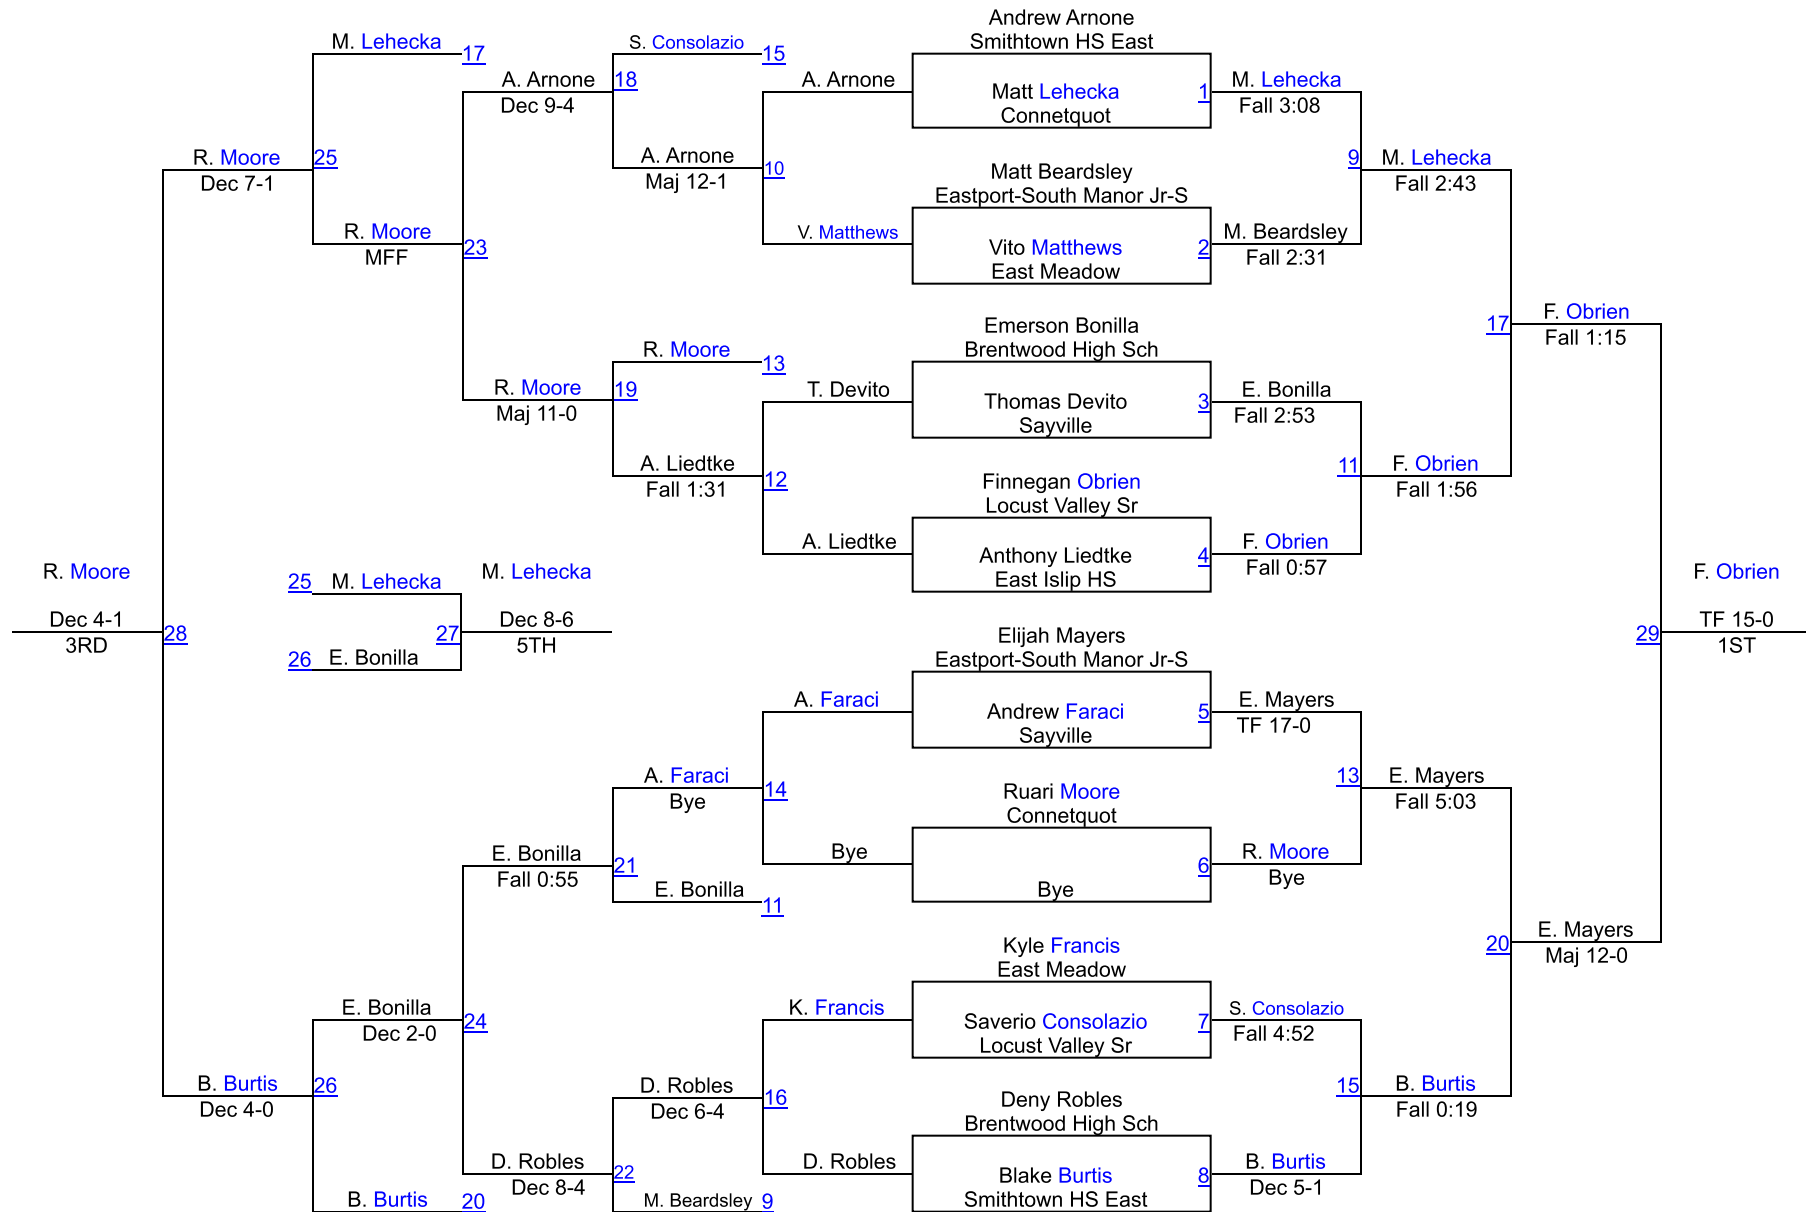 Andrew Arnone
Smithtown HS East
M. Lehecka
17
S. Consolazio
15
A. Arnone
18
Dec 9-4
A. Arnone
Matt Lehecka
1
Connetquot
M. Lehecka
Fall 3:08
R. Moore
25
Dec 7-1
A. Arnone
10
Maj 12-1
9
M. Lehecka
Fall 2:43
Matt Beardsley
Eastport-South Manor Jr-S
R. Moore
23
MFF
V. Matthews
Vito Matthews
2
East Meadow
M. Beardsley
Fall 2:31
Emerson Bonilla
Brentwood High Sch
17
F. Obrien
Fall 1:15
R. Moore
13
R. Moore
19
Maj 11-0
T. Devito
Thomas Devito
3
Sayville
E. Bonilla
Fall 2:53
A. Liedtke
12
Fall 1:31
11
F. Obrien
Fall 1:56
Finnegan Obrien
Locust Valley Sr
A. Liedtke
Anthony Liedtke
4
East Islip HS
F. Obrien
Fall 0:57
R. Moore
25
M. Lehecka
M. Lehecka
F. Obrien
Dec 4-1
28
3RD
27
Dec 8-6
5TH
29
TF 15-0
1ST
26
E. Bonilla
Elijah Mayers
Eastport-South Manor Jr-S
A. Faraci
Andrew Faraci
5
Sayville
E. Mayers
TF 17-0
A. Faraci
14
Bye
13
E. Mayers
Fall 5:03
Ruari Moore
Connetquot
E. Bonilla
21
Fall 0:55
Bye
6
Bye
R. Moore
Bye
E. Bonilla
11
Kyle Francis
East Meadow
20
E. Mayers
Maj 12-0
E. Bonilla
24
Dec 2-0
K. Francis
Saverio Consolazio
7
Locust Valley Sr
S. Consolazio
Fall 4:52
B. Burtis
26
Dec 4-0
D. Robles
16
Dec 6-4
15
B. Burtis
Fall 0:19
Deny Robles
Brentwood High Sch
D. Robles
22
Dec 8-4
D. Robles
Blake Burtis
8
Smithtown HS East
B. Burtis
Dec 5-1
B. Burtis
20
M. Beardsley
9